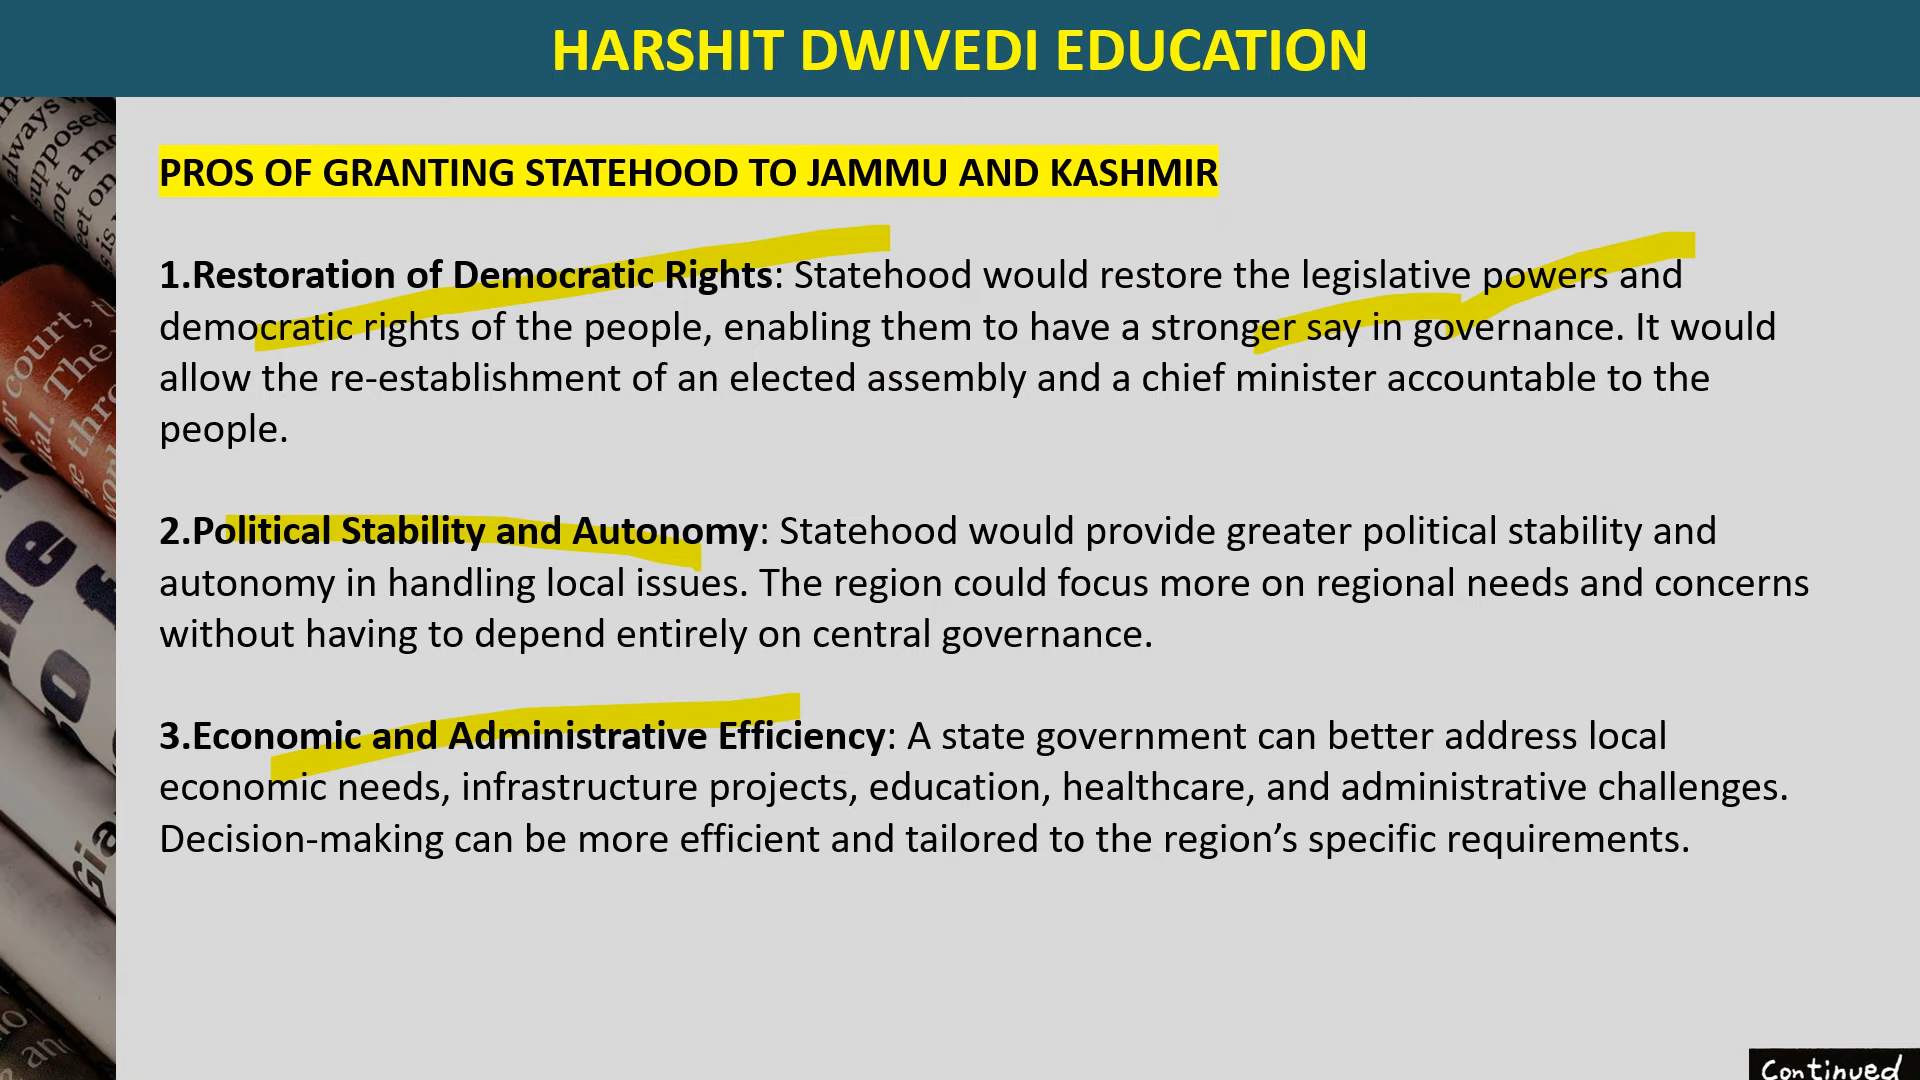 HARSHIT DWIVEDI EDUCATION
PROS OF GRANTING STATEHOOD TO JAMMU AND KASHMIR
1.Restoration of Democratic Rights: Statehood would restore the legislative powers and
democratic rights of the people, enabling them to have a stronger say in governance. It would
allow the re-establishment of an elected assembly and a chief minister accountable to the
people.
2.Political Stability and Autonomy: Statehood would provide greater political stability and
autonomy in handling local issues. The region could focus more on regional needs and concerns
without having to depend entirely on central governance.
3.Economic and Administrative Efficiency: A state government can better address local
economic needs, infrastructure projects, education, healthcare, and administrative challenges.
Decision-making can be more efficient and tailored to the region’s specific requirements.
Continued